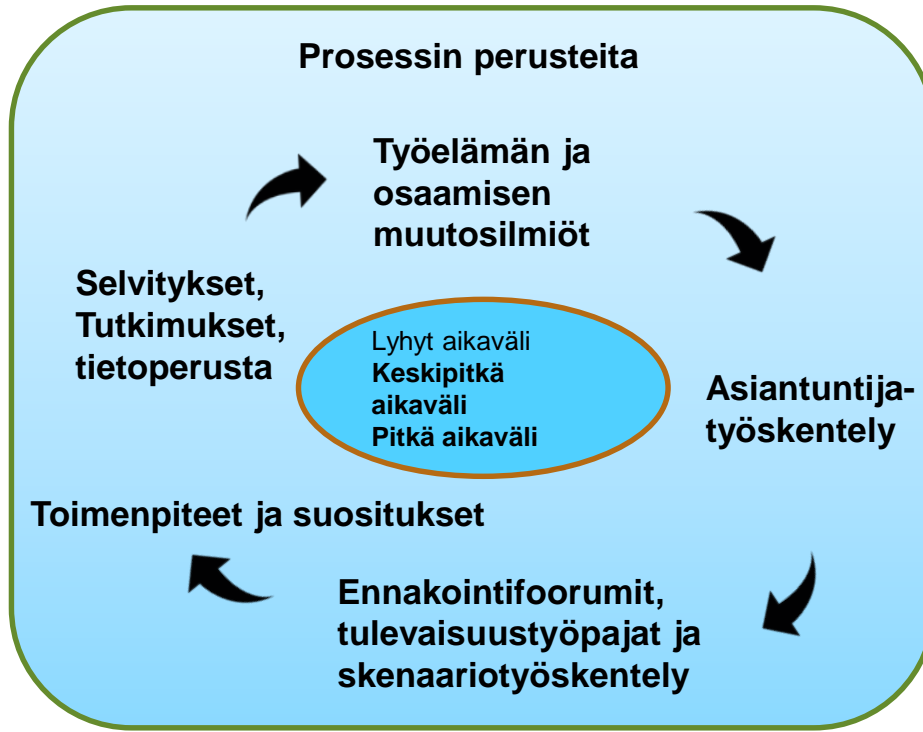 Prosessin perusteita
Työelämän ja
osaamisen
muutosilmiöt
Selvitykset,
Tutkimukset,
tietoperusta
Lyhyt aikaväli
Keskipitkä
aikaväli
Pitkä aikaväli
Asiantuntija-
työskentely
Toimenpiteet ja suositukset
Ennakointifoorumit,
tulevaisuustyöpajat ja
skenaariotyöskentely